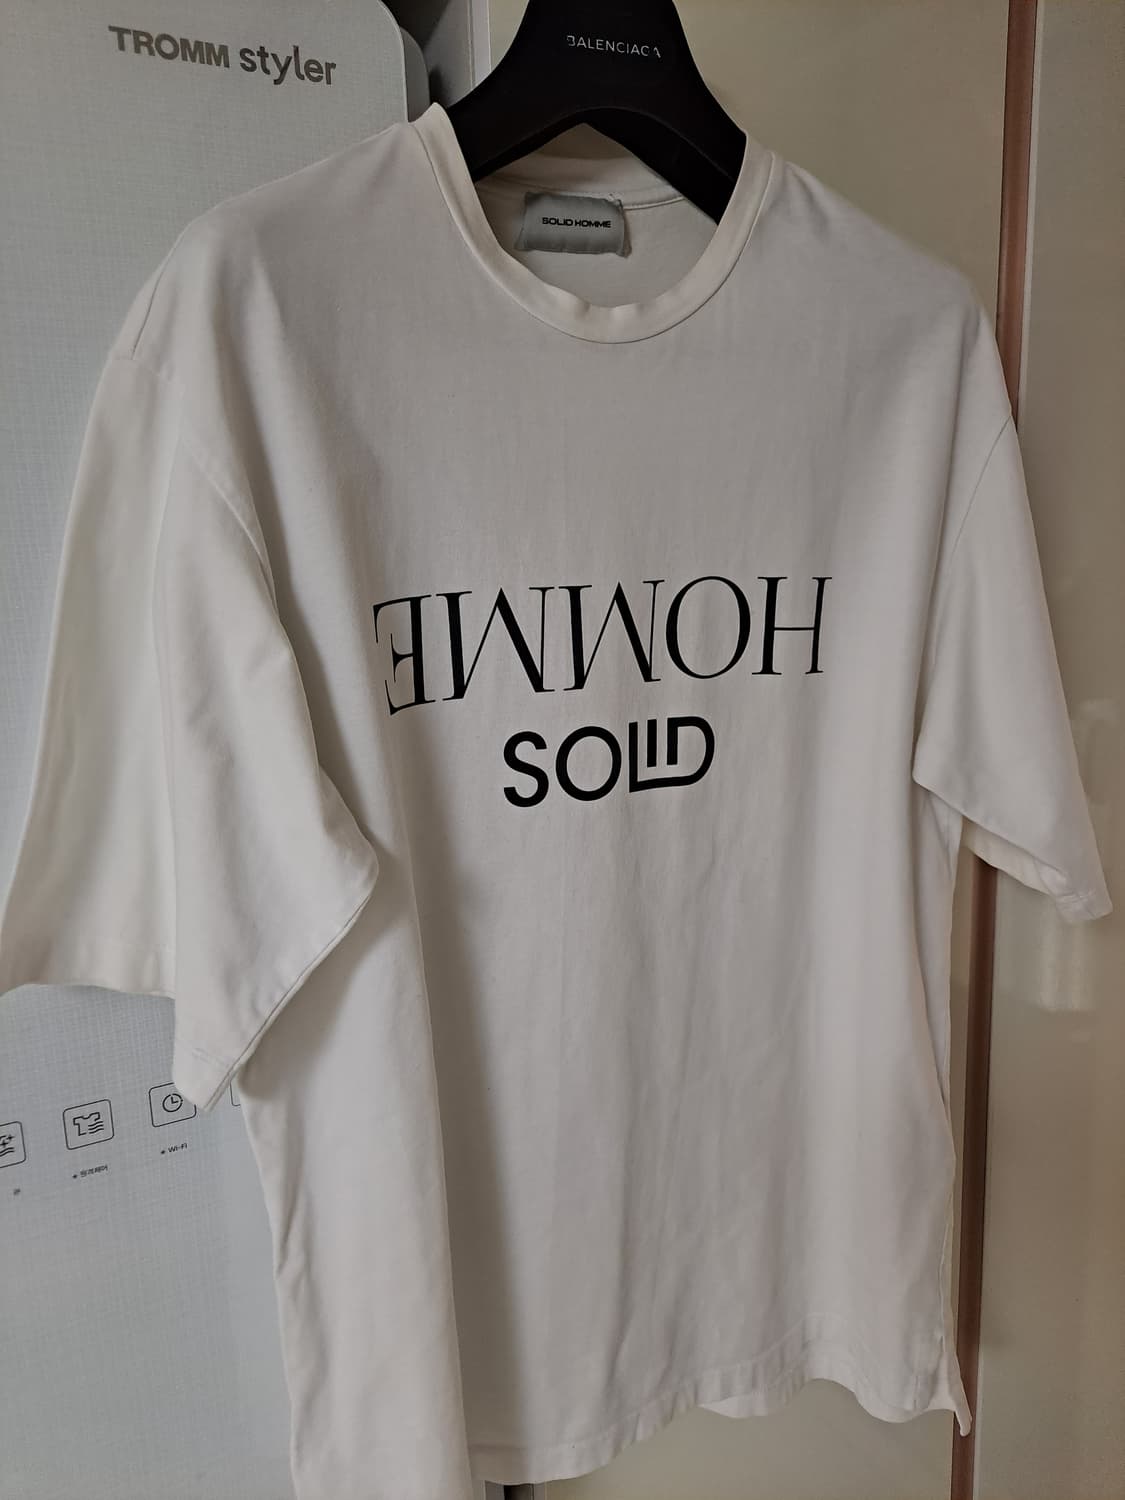 TROMM styler
BALENCIAGA
SOLID HOMME
HOMME
SOLID
Wi-Fi